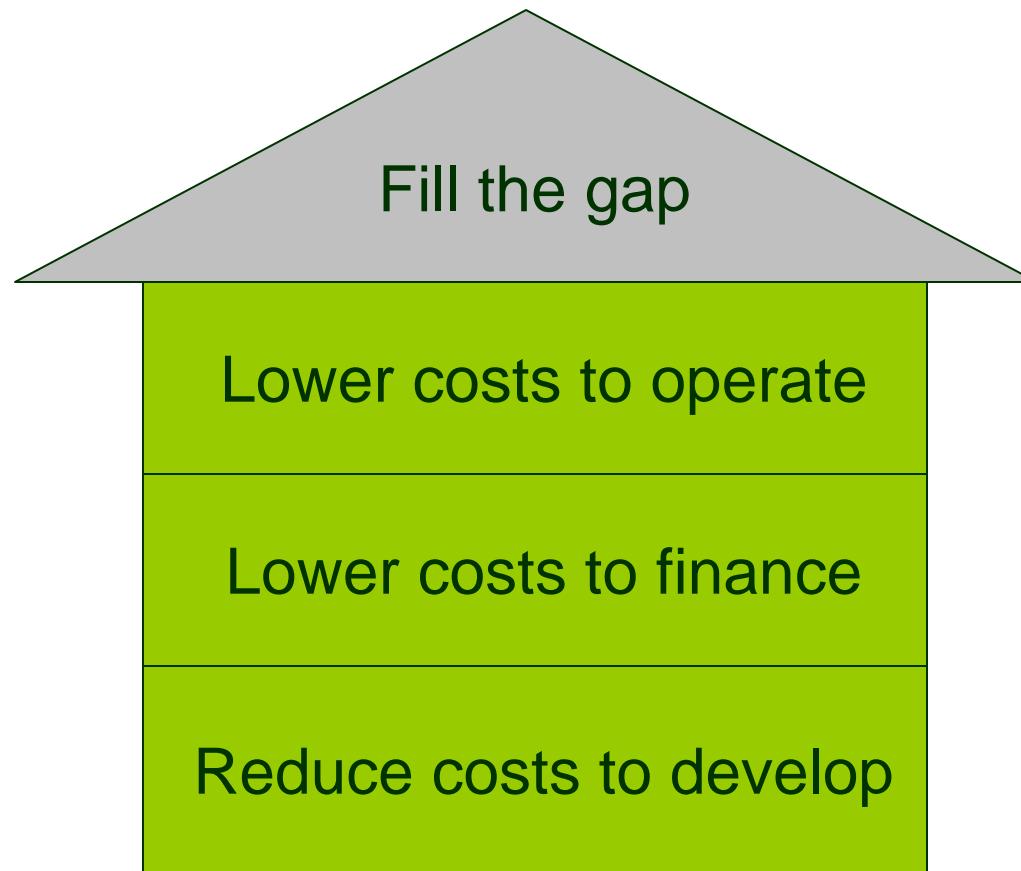 Fill the gap
Lower costs to operate
Lower costs to finance
Reduce costs to develop